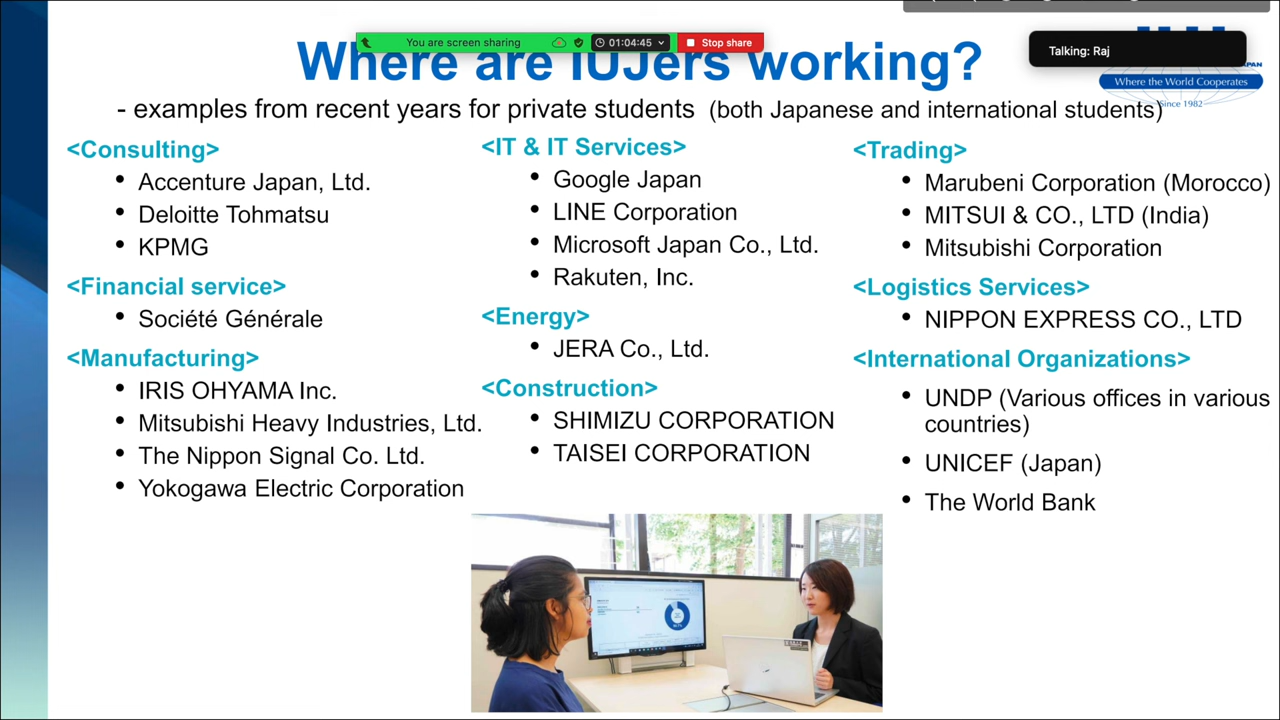 You are screen sharing
01:04:45
Stop share
Talking: Raj
Where are IUJers working?
JAPAN
Where the World Cooperates
Since 1982
- examples from recent years for private students (both Japanese and international students)
<Consulting>
• Accenture Japan, Ltd.
• Deloitte Tohmatsu
• KPMG
<Financial service>
• Société Générale
<Manufacturing>
• IRIS OHYAMA Inc.
• Mitsubishi Heavy Industries, Ltd.
• The Nippon Signal Co. Ltd.
• Yokogawa Electric Corporation
<IT & IT Services>
• Google Japan
• LINE Corporation
• Microsoft Japan Co., Ltd.
• Rakuten, Inc.
<Energy>
• JERA Co., Ltd.
<Construction>
• SHIMIZU CORPORATION
• TAISEI CORPORATION
<Trading>
• Marubeni Corporation (Morocco)
• MITSUI & CO., LTD (India)
• Mitsubishi Corporation
<Logistics Services>
• NIPPON EXPRESS CO., LTD
<International Organizations>
• UNDP (Various offices in various
countries)
• UNICEF (Japan)
• The World Bank